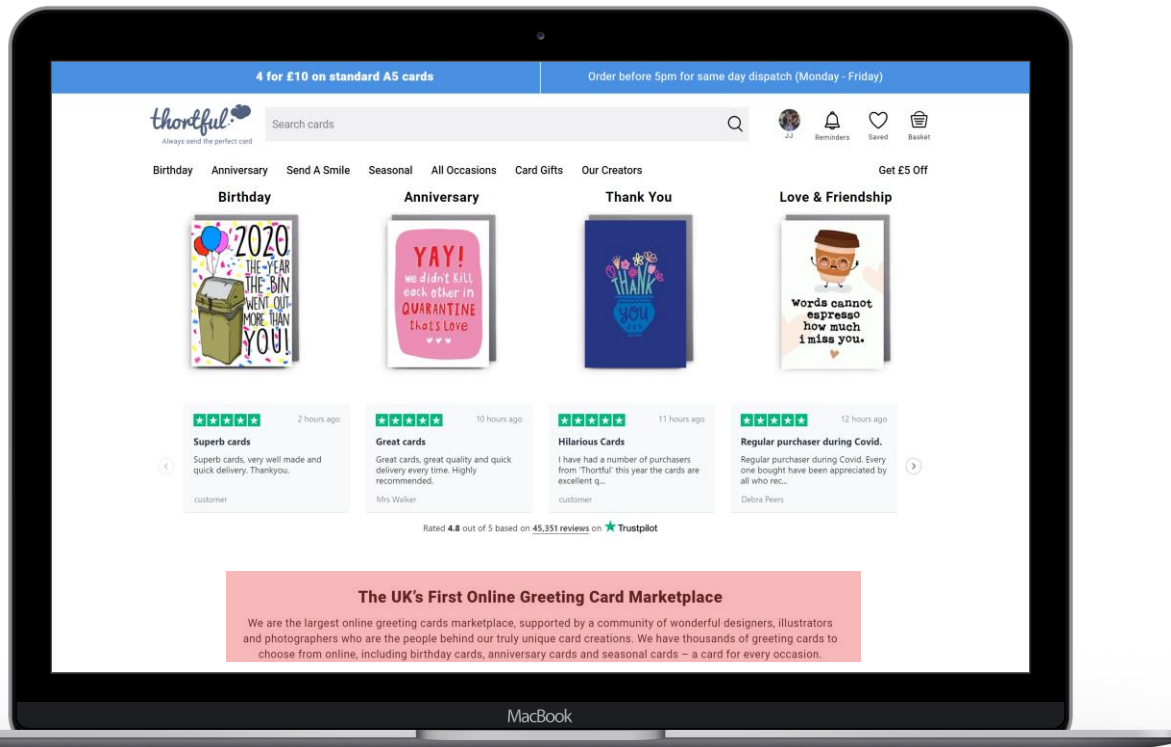 4 for £10 on standard A5 cards
Order before 5pm for same day dispatch (Monday - Friday)
thortful
Always send the perfect card
Search cards
JJ
Reminders
Saved
Basket
Birthday Anniversary Send A Smile Seasonal All Occasions Card Gifts Our Creators Get £5 Off
Birthday
Anniversary
Thank You
Love & Friendship
2020
THE YEAR
THE BIN
WENT OUT
MORE THAN
YOU!
YAY!
we didn't kill
each other in
QUARANTINE
that's Love
THANK
you
words cannot
espresso
how much
i miss you.
2 hours ago
Superb cards
Superb cards, very well made and
quick delivery. Thankyou.
customer
10 hours ago
Great cards
Great cards, great quality and quick
delivery every time. Highly
recommended.
Mrs Walker
11 hours ago
Hilarious Cards
I have had a number of purchasers
from 'Thortful' this year the cards are
excellent q...
customer
12 hours ago
Regular purchaser during Covid.
Regular purchaser during Covid. Every
one bought have been appreciated by
all who rec...
Debra Peers
Rated 4.8 out of 5 based on 45,351 reviews on Trustpilot
The UK's First Online Greeting Card Marketplace
We are the largest online greeting cards marketplace, supported by a community of wonderful designers, illustrators
and photographers who are the people behind our truly unique card creations. We have thousands of greeting cards to
choose from online, including birthday cards, anniversary cards and seasonal cards – a card for every occasion.
MacBook